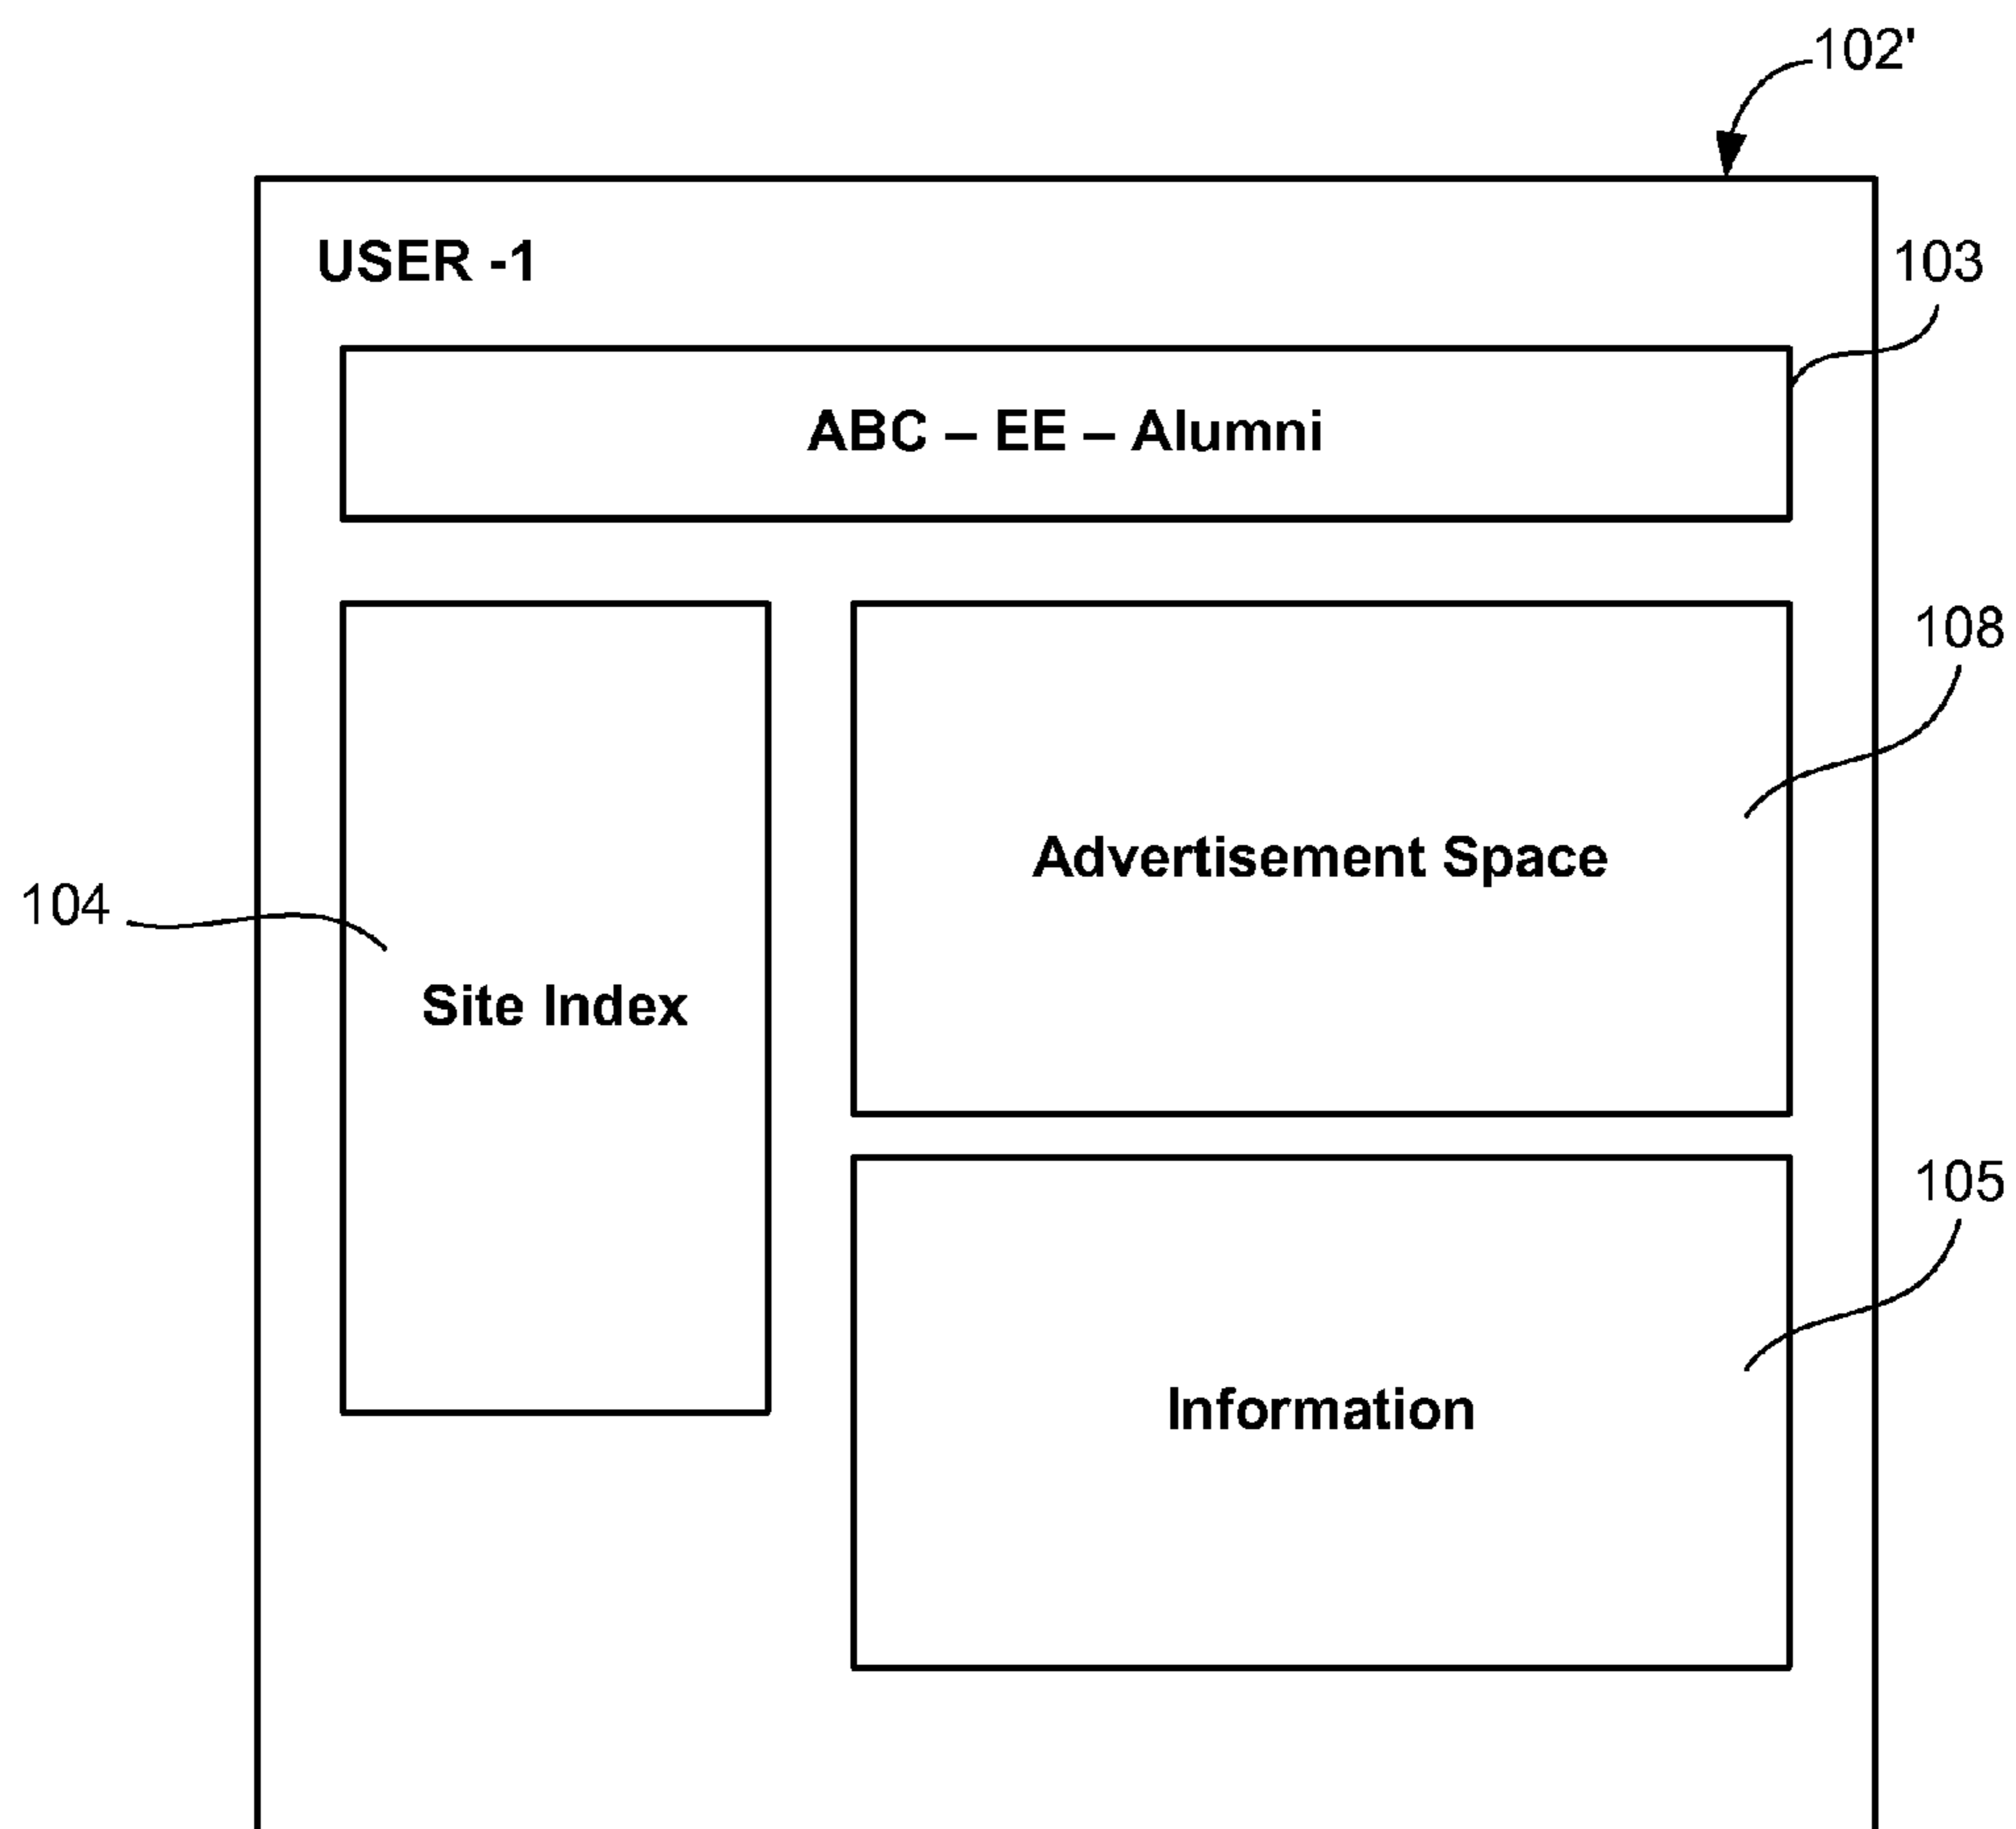 102'
USER -1
103
ABC – EE – Alumni
108
Advertisement Space
104
Site Index
105
Information